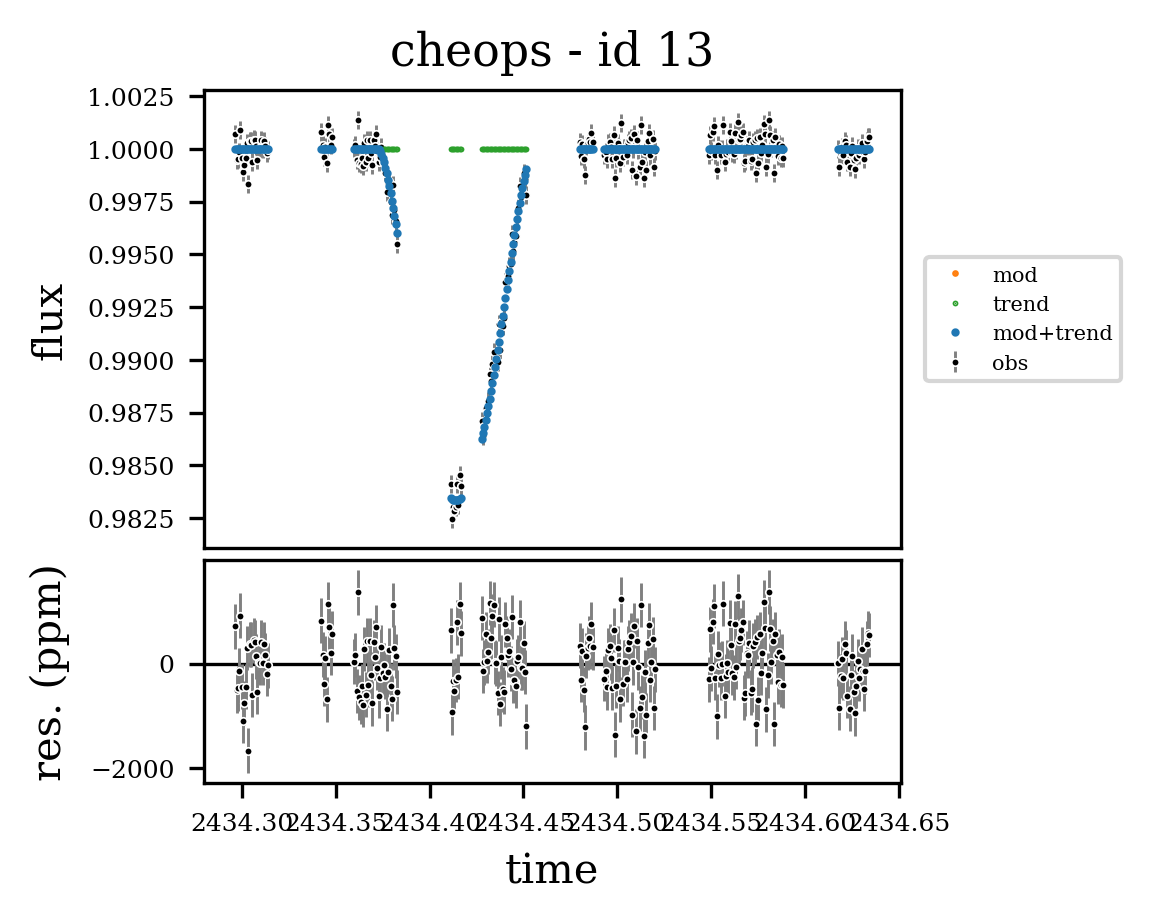 cheops - id 13
1.0025
1.0000
0.9975
0.9950
0.9925
0.9900
0.9875
0.9850
0.9825
flux
mod
trend
mod+trend
obs
0
−2000
res. (ppm)
2434.30 2434.35 2434.40 2434.45 2434.50 2434.55 2434.60 2434.65
time